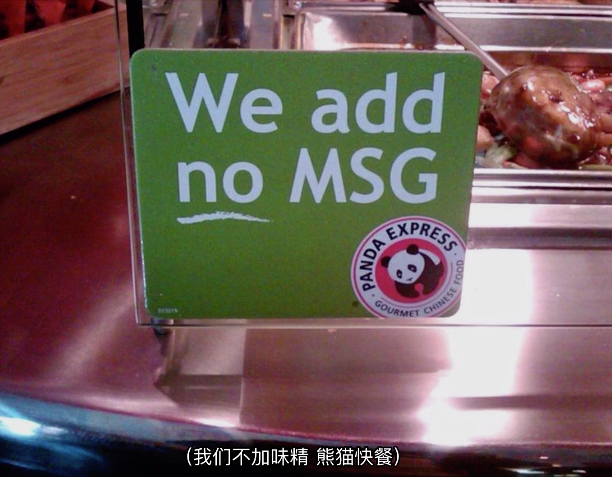 We add
no MSG
PANDA EXPRESS
GOURMET CHINESE FOOD
(我们不加味精 熊猫快餐)